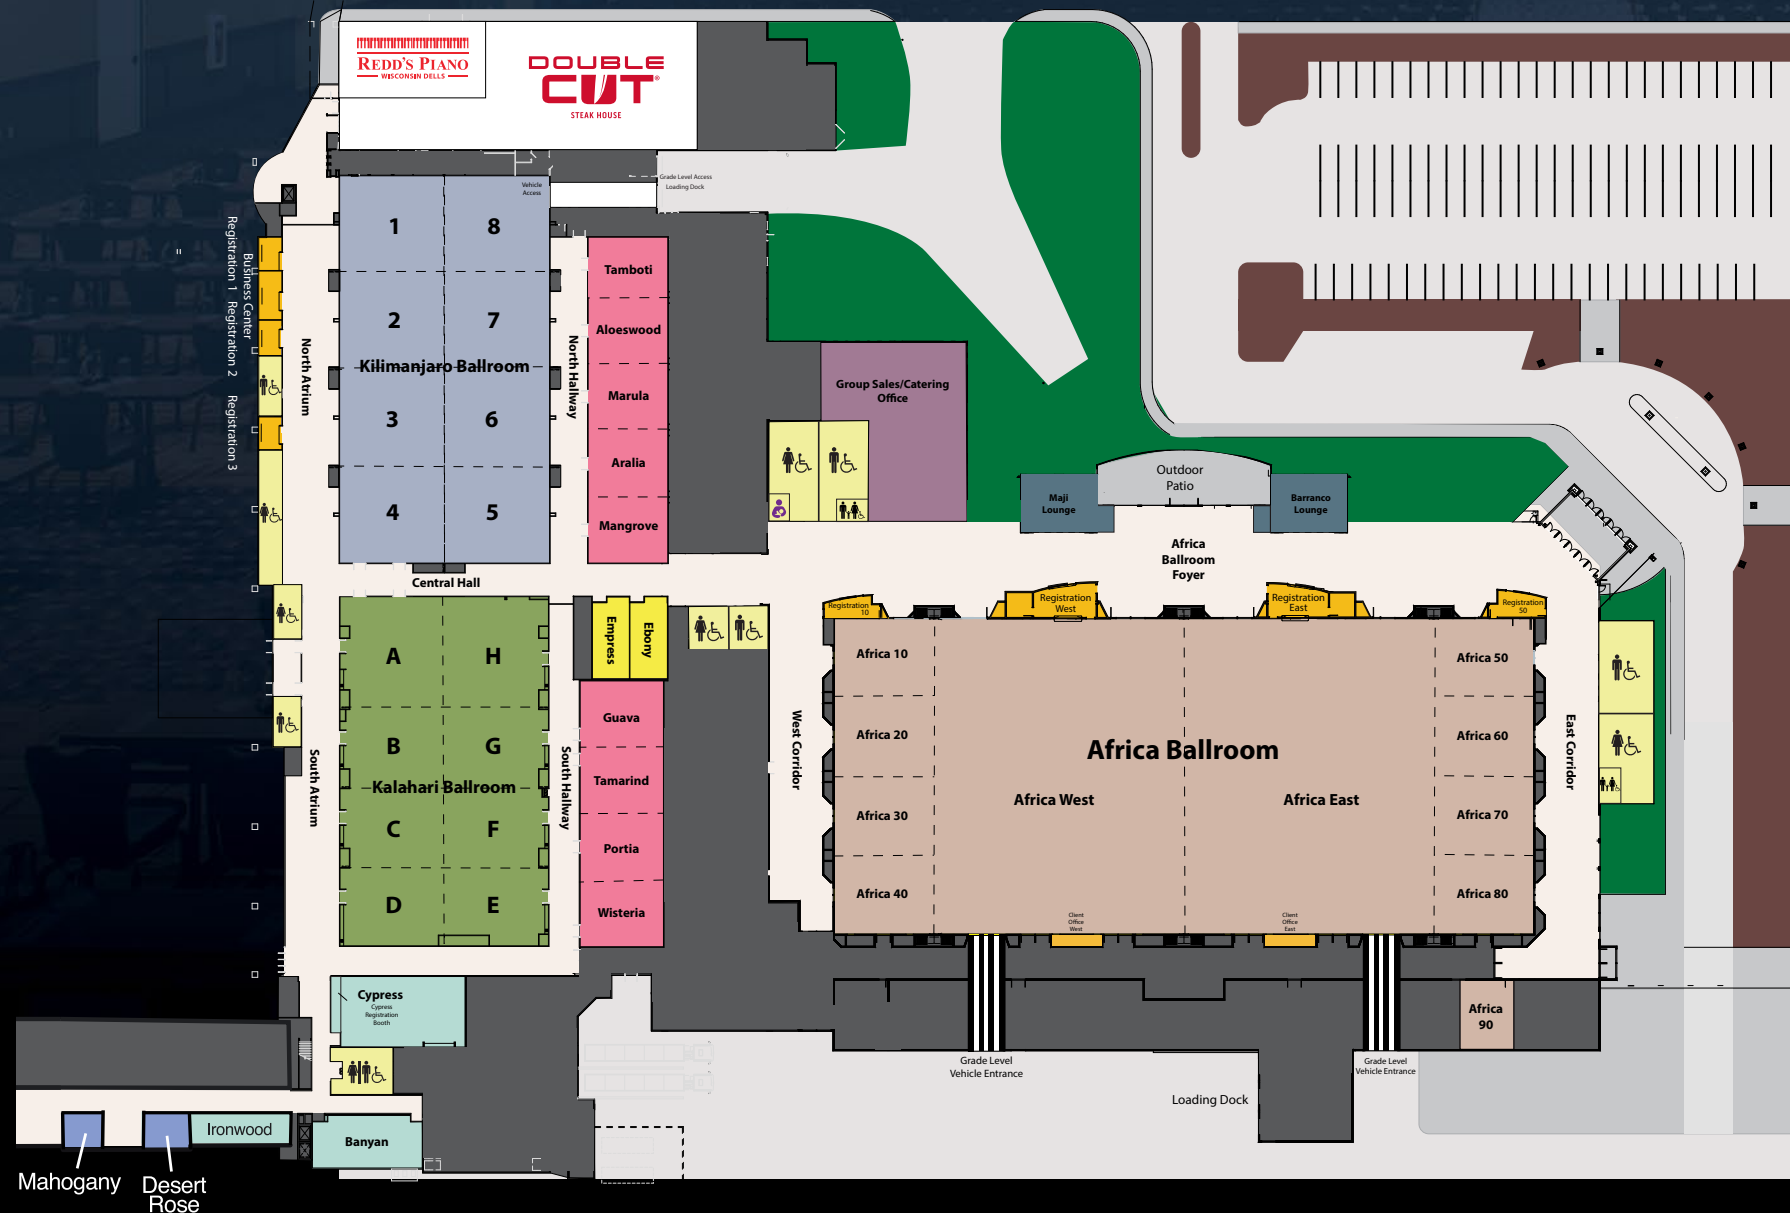 REDD'S PIANO
WISCONSIN DELLS
DOUBLE
CUT®
STEAK HOUSE
Vehicle
Access
Grade Level Access
Loading Dock
1
8
2
7
Kilimanjaro Ballroom
3
6
4
5
Business Center
Registration 1
Registration 2
Registration 3
North Atrium
North Hallway
Tamboti
Aloeswood
Marula
Aralia
Mangrove
Group Sales/Catering
Office
Maji
Lounge
Outdoor
Patio
Barranco
Lounge
Africa
Ballroom
Foyer
Central Hall
Empress
Ebony
Registration
10
Registration
West
Registration
East
Registration
50
A
H
B
G
Kalahari Ballroom
C
F
D
E
South Atrium
South Hallway
Guava
Tamarind
Portia
Wisteria
West Corridor
Africa 10
Africa 20
Africa 30
Africa 40
Africa Ballroom
Africa West
Africa East
Africa 50
Africa 60
Africa 70
Africa 80
East Corridor
Client
Office
West
Client
Office
East
Cypress
Cypress
Registration
Booth
Africa
90
Grade Level
Vehicle Entrance
Grade Level
Vehicle Entrance
Loading Dock
Ironwood
Banyan
Mahogany
Desert
Rose